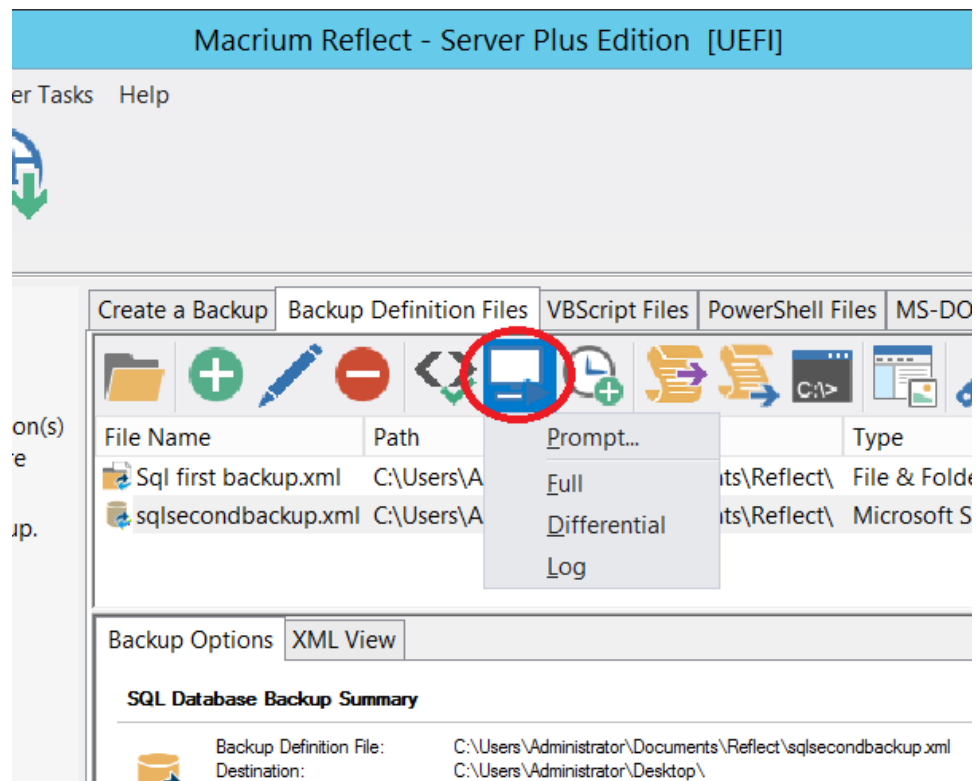 Macrium Reflect - Server Plus Edition [UEFI]
er Tasks Help
Create a Backup Backup Definition Files VBScript Files PowerShell Files MS-DO
C:\>
on(s)
File Name Path Type
Prompt...
e
Sql first backup.xml C:\Users\A ts\Reflect\ File & Folde
Full
sqlsecondbackup.xml C:\Users\A ts\Reflect\ Microsoft S
Differential
up.
Log
Backup Options XML View
SQL Database Backup Summary
Backup Definition File: C:\Users\Administrator\Documents\Reflect\sqlsecondbackup.xml
Destination: C:\Users\Administrator\Desktop\